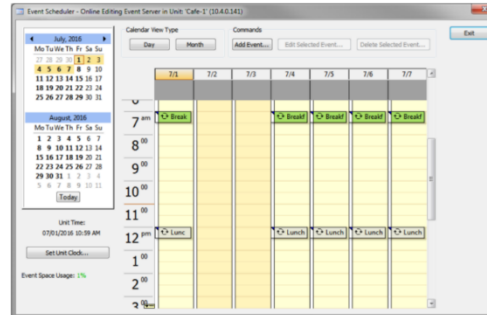 Event Scheduler - Online Editing Event Server in Unit: 'Cafe-1' (10.4.0.141)
July, 2016
Mo Tu We Th Fr Sa Su
27 28 29 30 1 2 3
4 5 6 7 8 9 10
11 12 13 14 15 16 17
18 19 20 21 22 23 24
25 26 27 28 29 30 31
August, 2016
Mo Tu We Th Fr Sa Su
1 2 3 4 5 6 7
8 9 10 11 12 13 14
15 16 17 18 19 20 21
22 23 24 25 26 27 28
29 30 31 1 2 3 4
5 6 7 8 9 10 11
Today
Unit Time:
07/01/2016 10:59 AM
Set Unit Clock...
Event Space Usage: 1%
Calendar View Type
Day Month
Commands
Add Event... Edit Selected Event... Delete Selected Event...
Exit
7/1 7/2 7/3 7/4 7/5 7/6 7/7
7 am Break Breakf Breakf Breakf Breakf
8 00
9 00
10 00
11 00
12 pm Lunc Lunch Lunch Lunch Lunch
1 00
2 00
3 00